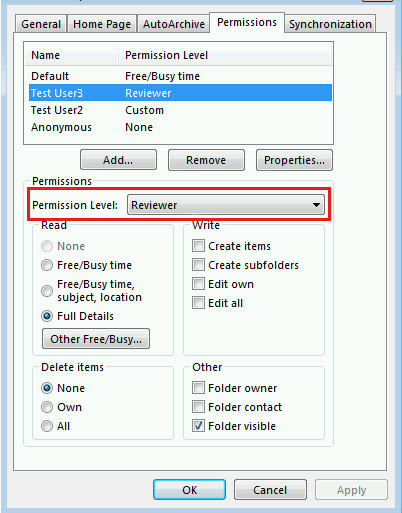 General Home Page AutoArchive Permissions Synchronization
Name Permission Level
Default Free/Busy time
Test User3 Reviewer
Test User2 Custom
Anonymous None
Add... Remove Properties...
Permissions
Permission Level: Reviewer
Read
None
Free/Busy time
Free/Busy time,
subject, location
Full Details
Other Free/Busy...
Write
Create items
Create subfolders
Edit own
Edit all
Delete items
None
Own
All
Other
Folder owner
Folder contact
Folder visible
OK Cancel Apply